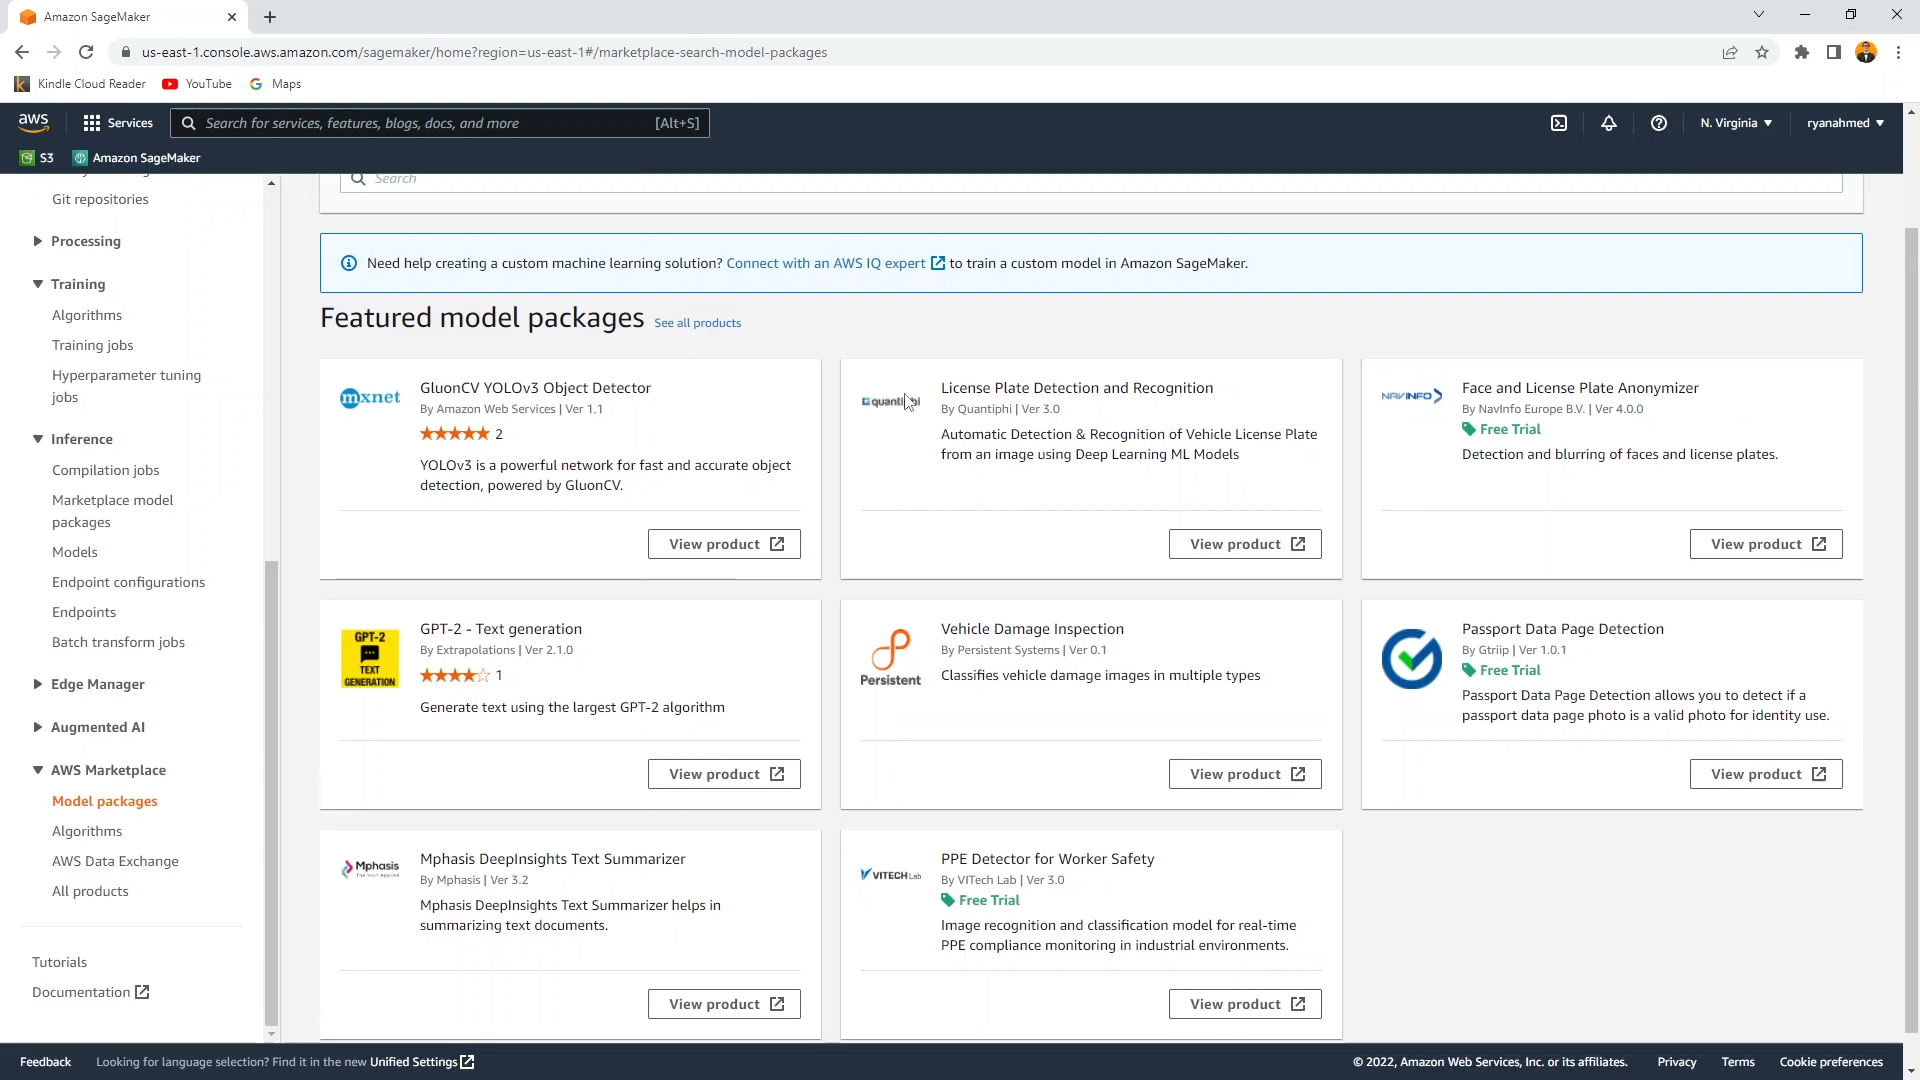 Amazon SageMaker
us-east-1.console.aws.amazon.com/sagemaker/home?region=us-east-1#/marketplace-search-model-packages
Kindle Cloud Reader
YouTube
Maps
aws
Services
Search for services, features, blogs, docs, and more
[Alt+S]
N. Virginia
ryanahmed
S3
Amazon SageMaker
Git repositories
Processing
Training
Algorithms
Training jobs
Hyperparameter tuning
jobs
Inference
Compilation jobs
Marketplace model
packages
Models
Endpoint configurations
Endpoints
Batch transform jobs
Edge Manager
Augmented AI
AWS Marketplace
Model packages
Algorithms
AWS Data Exchange
All products
Tutorials
Documentation
Search
Need help creating a custom machine learning solution? Connect with an AWS IQ expert to train a custom model in Amazon SageMaker.
Featured model packages See all products
mxnet
GluonCV YOLOv3 Object Detector
By Amazon Web Services | Ver 1.1
2
YOLOv3 is a powerful network for fast and accurate object
detection, powered by GluonCV.
View product
License Plate Detection and Recognition
By Quantiphi | Ver 3.0
Automatic Detection & Recognition of Vehicle License Plate
from an image using Deep Learning ML Models
View product
NAVINFO
Face and License Plate Anonymizer
By NavInfo Europe B.V. | Ver 4.0.0
Free Trial
Detection and blurring of faces and license plates.
View product
GPT-2
TEXT
GENERATION
GPT-2 - Text generation
By Extrapolations | Ver 2.1.0
1
Generate text using the largest GPT-2 algorithm
View product
Persistent
Vehicle Damage Inspection
By Persistent Systems | Ver 0.1
Classifies vehicle damage images in multiple types
View product
Passport Data Page Detection
By Gtriip | Ver 1.0.1
Free Trial
Passport Data Page Detection allows you to detect if a
passport data page photo is a valid photo for identity use.
View product
Mphasis
The Next Applied
Mphasis DeepInsights Text Summarizer
By Mphasis | Ver 3.2
Mphasis DeepInsights Text Summarizer helps in
summarizing text documents.
View product
VITECH Lab
PPE Detector for Worker Safety
By VITech Lab | Ver 3.0
Free Trial
Image recognition and classification model for real-time
PPE compliance monitoring in industrial environments.
View product
Feedback
Looking for language selection? Find it in the new Unified Settings
© 2022, Amazon Web Services, Inc. or its affiliates.
Privacy
Terms
Cookie preferences